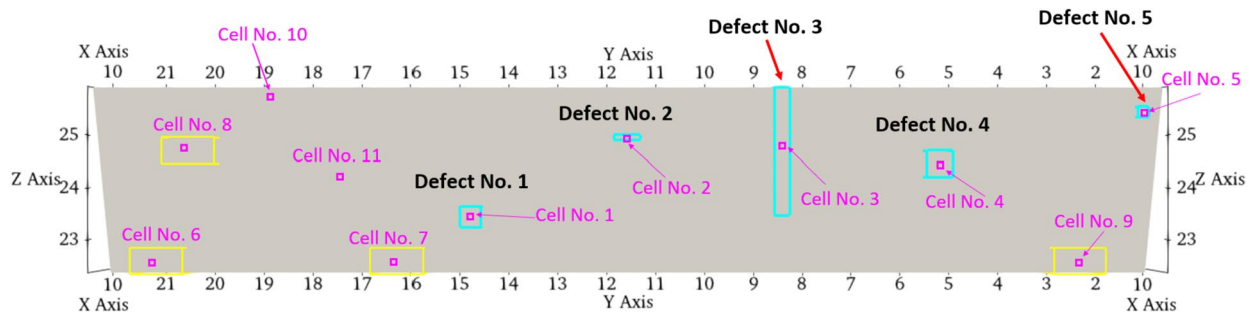 Cell No. 10
Defect No. 3
Defect No. 5
X Axis
Y Axis
X Axis
10 21 20 19 18 17 16 15 14 13 12 11 10 9 8 7 6 5 4 3 2 10
Cell No. 5
Cell No. 8
Defect No. 2
Defect No. 4
25
25
Cell No. 11
Defect No. 1
Cell No. 2
Z Axis
24
Cell No. 3
Cell No. 4
24
Z Axis
Cell No. 1
Cell No. 6
Cell No. 7
Cell No. 9
23
23
10 21 20 19 18 17 16 15 14 13 12 11 10 9 8 7 6 5 4 3 2 10
X Axis
Y Axis
X Axis